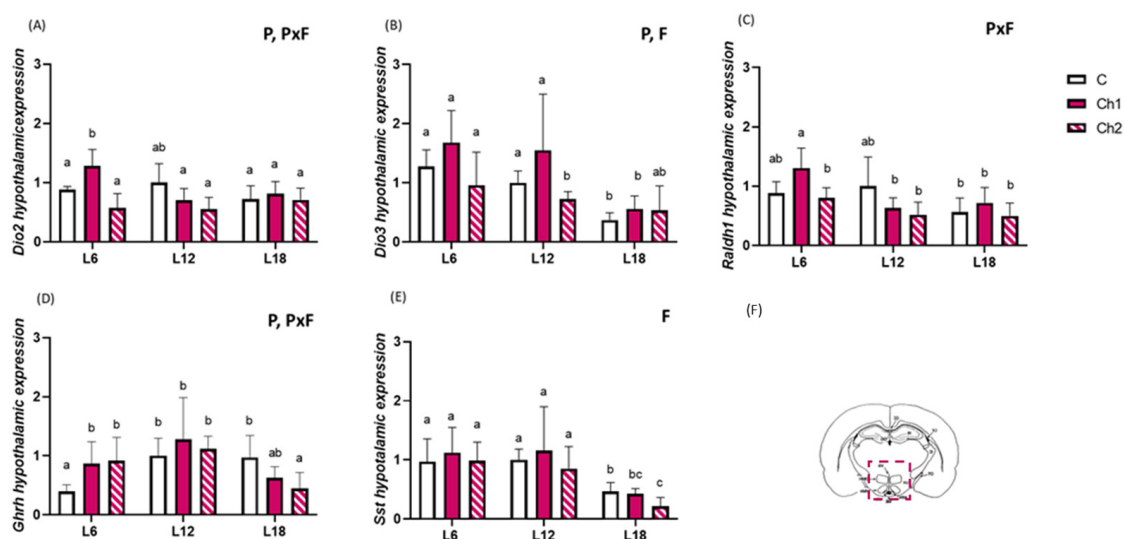 (A)
P, PxF
Dio2 hypothalamicexpression
3
2
1
0
a
b
a
ab
a
a
a
a
a
L6
L12
L18
(B)
P, F
Dio3 hypothalamic expression
3
2
1
0
a
a
a
a
a
b
b
b
ab
L6
L12
L18
(C)
PxF
Raldh1 hypothalamic expression
3
2
1
0
ab
a
b
ab
b
b
b
b
b
L6
L12
L18
C
Ch1
Ch2
(D)
P, PxF
Ghrh hypothalamic expression
3
2
1
0
a
b
b
b
b
b
b
ab
a
L6
L12
L18
(E)
F
Sst hypotalamic expression
3
2
1
0
a
a
a
a
a
a
b
bc
c
L6
L12
L18
(F)